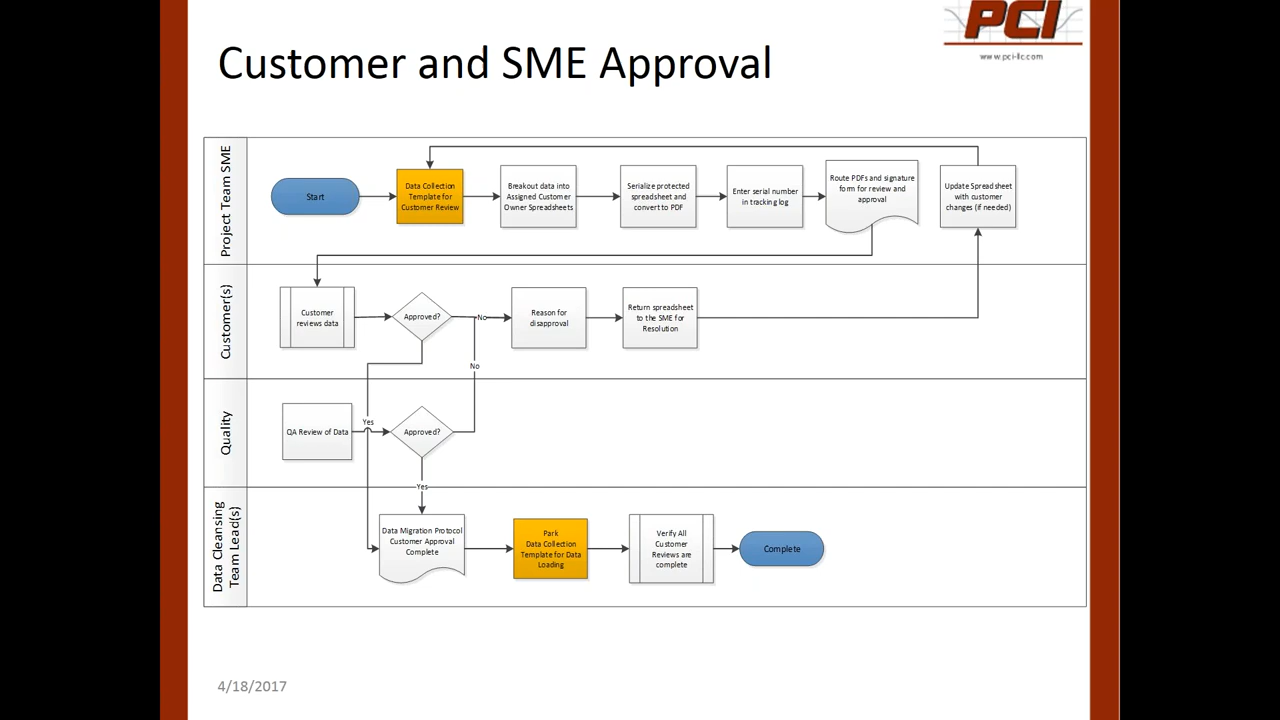 PCI
www.pci-llc.com
Customer and SME Approval
Project Team SME
Start
Data Collection
Template for
Customer Review
Breakout data into
Assigned Customer
Owner Spreadsheets
Serialize protected
spreadsheet and
convert to PDF
Enter serial number
in tracking log
Route PDFs and signature
form for review and
approval
Update Spreadsheet
with customer
changes (if needed)
Customer(s)
Customer
reviews data
Approved?
No
Reason for
disapproval
Return spreadsheet
to the SME for
Resolution
No
Quality
QA Review of Data
Yes
Approved?
Yes
Data Cleansing
Team Lead(s)
Data Migration Protocol
Customer Approval
Complete
Park
Data Collection
Template for Data
Loading
Verify All
Customer
Reviews are
complete
Complete
4/18/2017